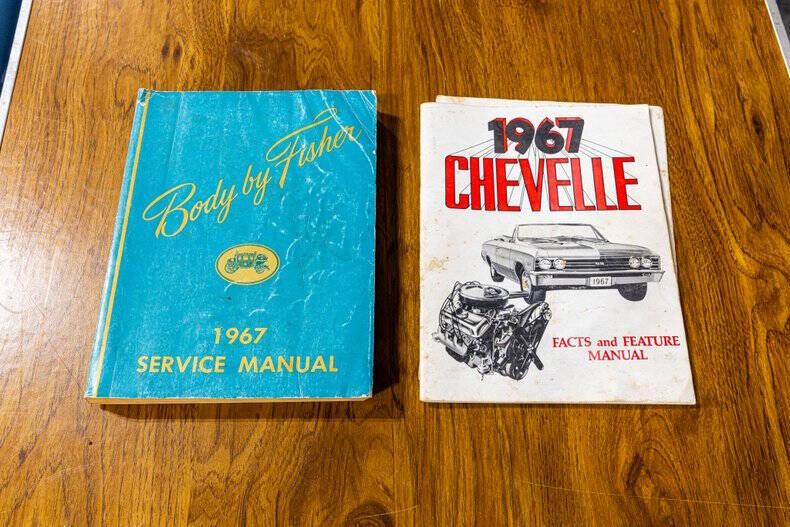 Body by Fisher
1967
SERVICE MANUAL
1967
CHEVELLE
1967
FACTS and FEATURE
MANUAL